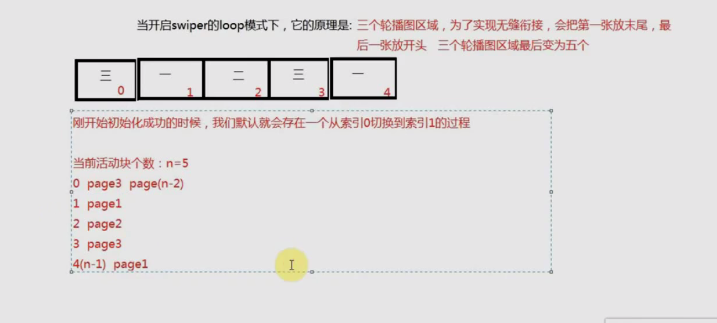 当开启swiper的loop模式下，它的原理是: 三个轮播图区域，为了实现无缝衔接，会把第一张放末尾，最
后一张放开头 三个轮播图区域最后变为五个
三 一 二 三 一
0 1 2 3 4
刚开始初始化成功的时候，我们默认就会存在一个从索引0切换到索引1的过程
当前活动块个数：n=5
0 page3 page(n-2)
1 page1
2 page2
3 page3
4(n-1) page1